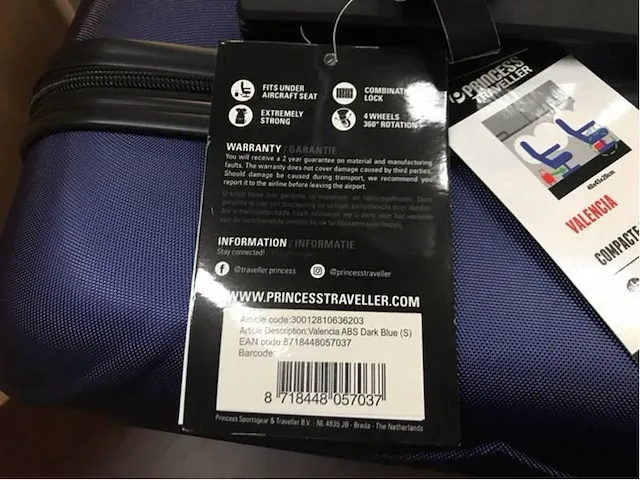 FITS UNDER
AIRCRAFT SEAT
COMBINATION
LOCK
EXTREMELY
STRONG
4 WHEELS
360° ROTATION
WARRANTY / GARANTIE
You will receive a 2 year guarantee on material and manufacturing
faults. The warranty does not cover damage caused by third parties.
Should damage be caused during transport, we recommend you
report it to the airline before leaving the airport.
INFORMATION / INFORMATIE
Stay connected!
@traveller.princess
@princesstraveller
WWW.PRINCESSTRAVELLER.COM
Article code:30012810636203
Article Description:Valencia ABS Dark Blue (S)
EAN code:8718448057037
Barcode:
8 718448 057037
Princess Sportsgear & Traveller B.V. - NL 4835 JB - Breda - The Netherlands
PRINCESS
TRAVELLER
40x45x20cm
VALENCIA
COMPACTE